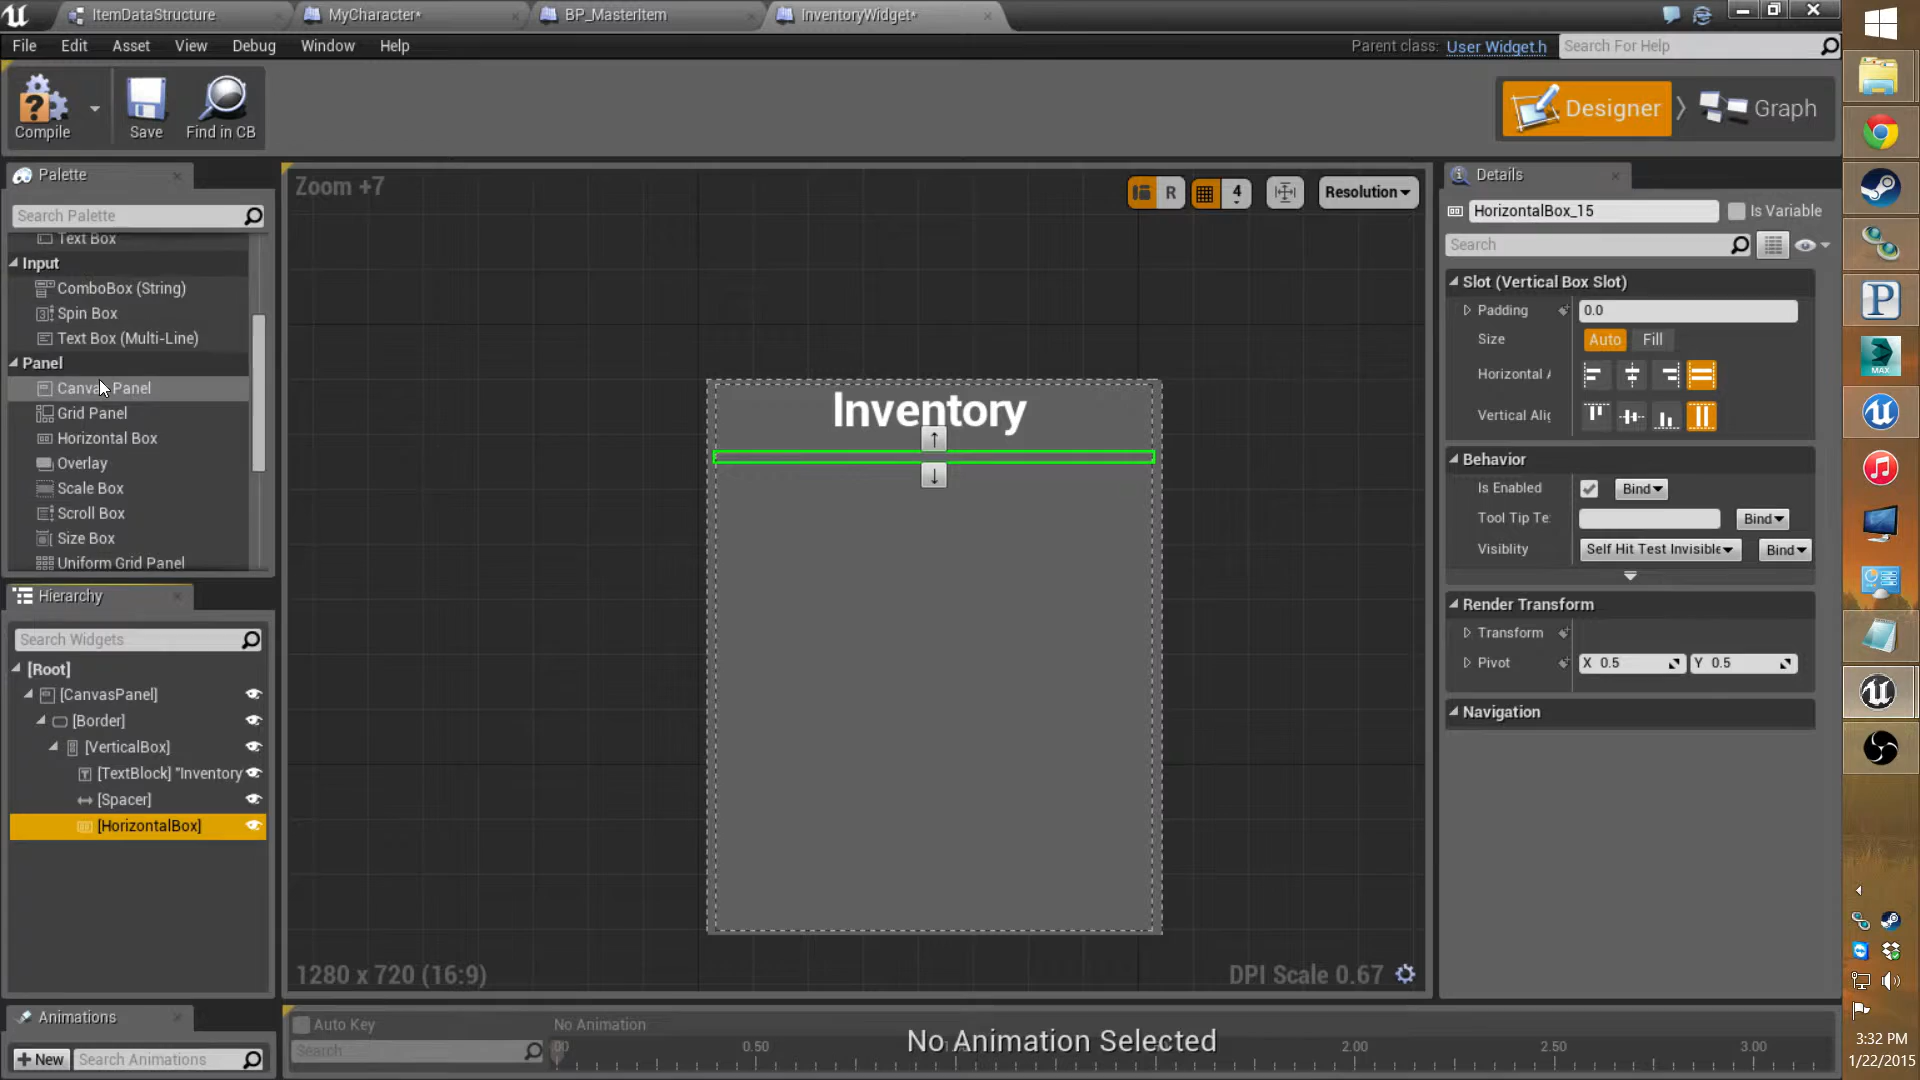 ItemDataStructure
MyCharacter*
BP_MasterItem
InventoryWidget*
File Edit Asset View Debug Window Help
Parent class: User Widget.h Search For Help
Compile
Save
Find in CB
Designer
Graph
Palette
Search Palette
Text Box
Input
ComboBox (String)
Spin Box
Text Box (Multi-Line)
Panel
Canvas Panel
Grid Panel
Horizontal Box
Overlay
Scale Box
Scroll Box
Size Box
Uniform Grid Panel
Hierarchy
Search Widgets
[Root]
[CanvasPanel]
[Border]
[VerticalBox]
[TextBlock] "Inventory
[Spacer]
[HorizontalBox]
Animations
New Search Animations
Zoom +7
R 4 Resolution
Inventory
1280 x 720 (16:9)
DPI Scale 0.67
Auto Key
Search
No Animation
No Animation Selected
0.50
2.00
2.50
3.00
Details
HorizontalBox_15 Is Variable
Search
Slot (Vertical Box Slot)
Padding 0.0
Size Auto Fill
Horizontal A
Vertical Alig
Behavior
Is Enabled Bind
Tool Tip Te Bind
Visiblity Self Hit Test Invisible Bind
Render Transform
Transform
Pivot X 0.5 Y 0.5
Navigation
P
MAX
3:32 PM
1/22/2015